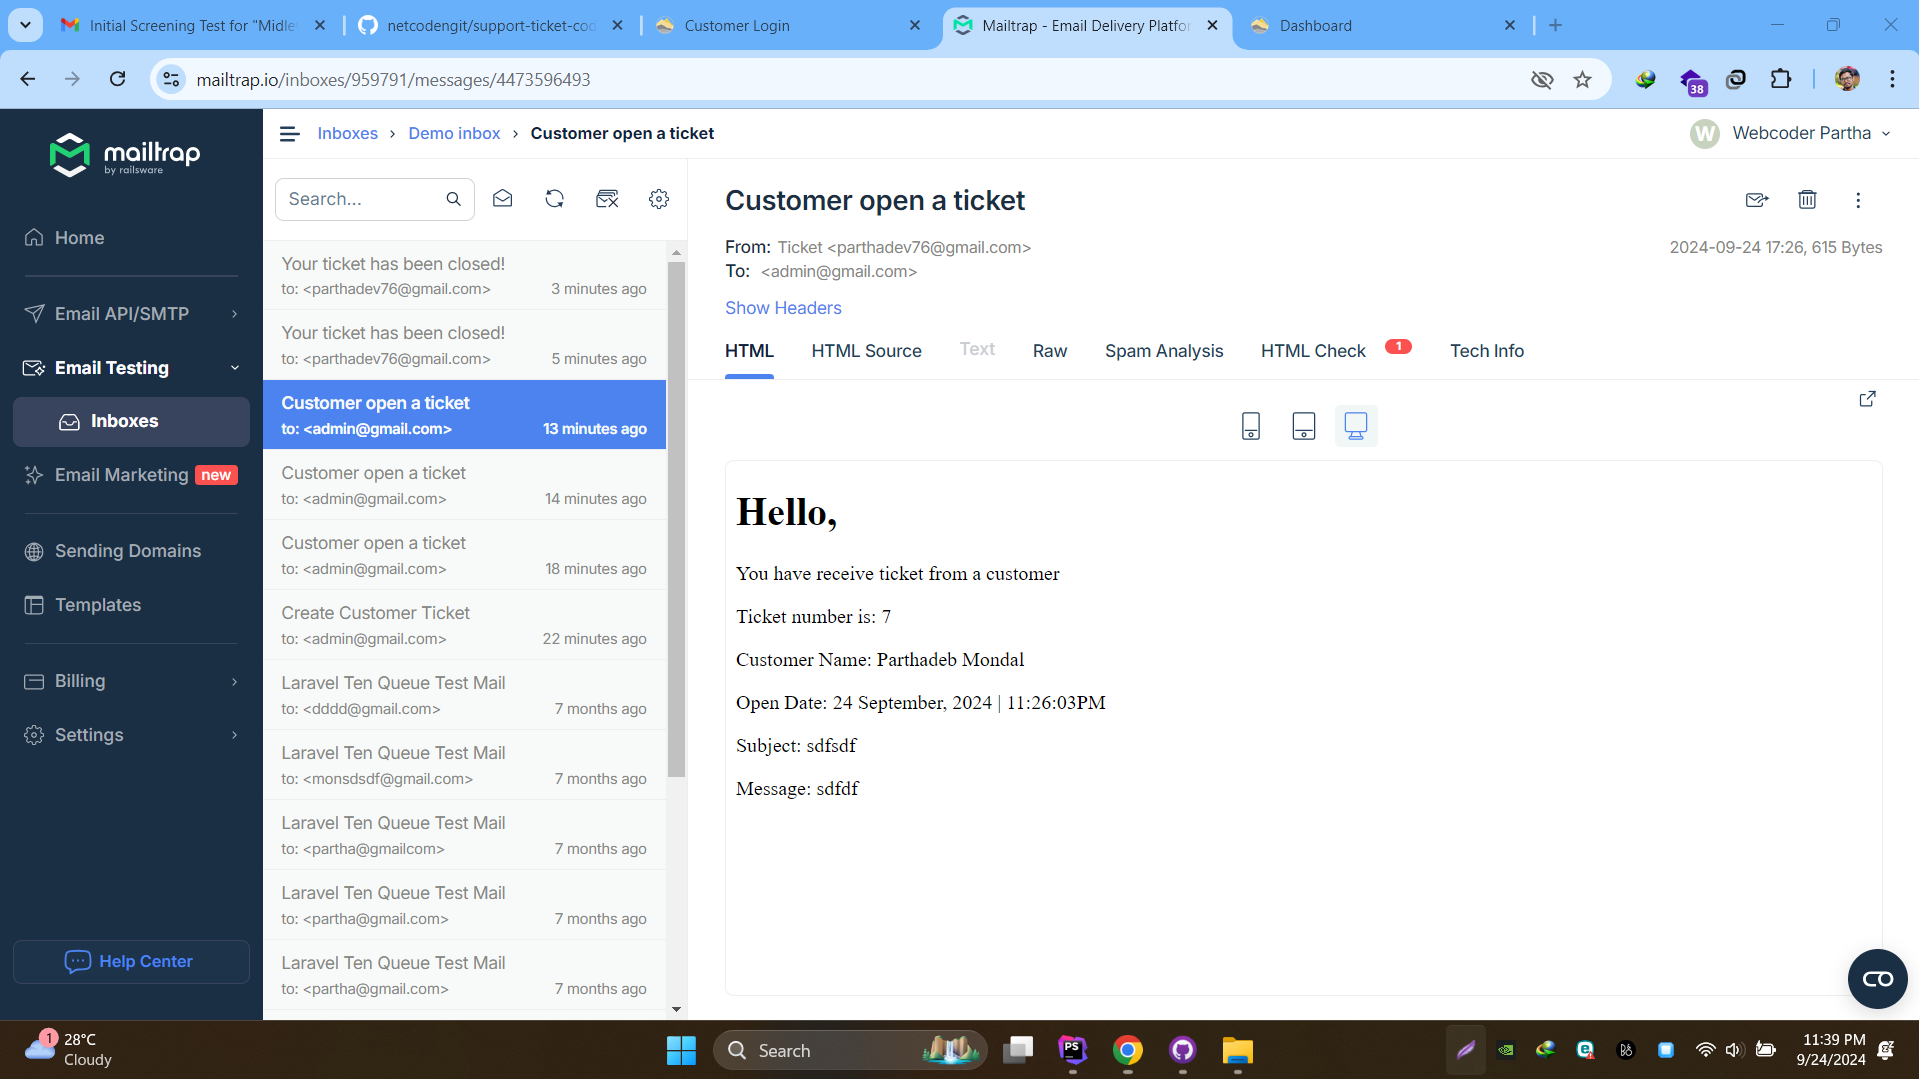 Initial Screening Test for "Midle
netcodengit/support-ticket-cod
Customer Login
Mailtrap - Email Delivery Platfor
Dashboard
mailtrap.io/inboxes/959791/messages/4473596493
38
mailtrap
by railsware
Home
Email API/SMTP
Email Testing
Inboxes
Email Marketing new
Sending Domains
Templates
Billing
Settings
Help Center
Inboxes › Demo inbox › Customer open a ticket
W Webcoder Partha
Search...
Your ticket has been closed!
to: <parthadev76@gmail.com> 3 minutes ago
Your ticket has been closed!
to: <parthadev76@gmail.com> 5 minutes ago
Customer open a ticket
to: <admin@gmail.com> 13 minutes ago
Customer open a ticket
to: <admin@gmail.com> 14 minutes ago
Customer open a ticket
to: <admin@gmail.com> 18 minutes ago
Create Customer Ticket
to: <admin@gmail.com> 22 minutes ago
Laravel Ten Queue Test Mail
to: <dddd@gmail.com> 7 months ago
Laravel Ten Queue Test Mail
to: <monsdsdf@gmail.com> 7 months ago
Laravel Ten Queue Test Mail
to: <partha@gmailcom> 7 months ago
Laravel Ten Queue Test Mail
to: <partha@gmail.com> 7 months ago
Laravel Ten Queue Test Mail
to: <partha@gmail.com> 7 months ago
Customer open a ticket
From: Ticket <parthadev76@gmail.com>
2024-09-24 17:26, 615 Bytes
To: <admin@gmail.com>
Show Headers
HTML HTML Source Text Raw Spam Analysis HTML Check 1 Tech Info
Hello,
You have receive ticket from a customer
Ticket number is: 7
Customer Name: Parthadeb Mondal
Open Date: 24 September, 2024 | 11:26:03PM
Subject: sdfsdf
Message: sdfdf
1
28°C
Cloudy
Search
PS
11:39 PM
9/24/2024